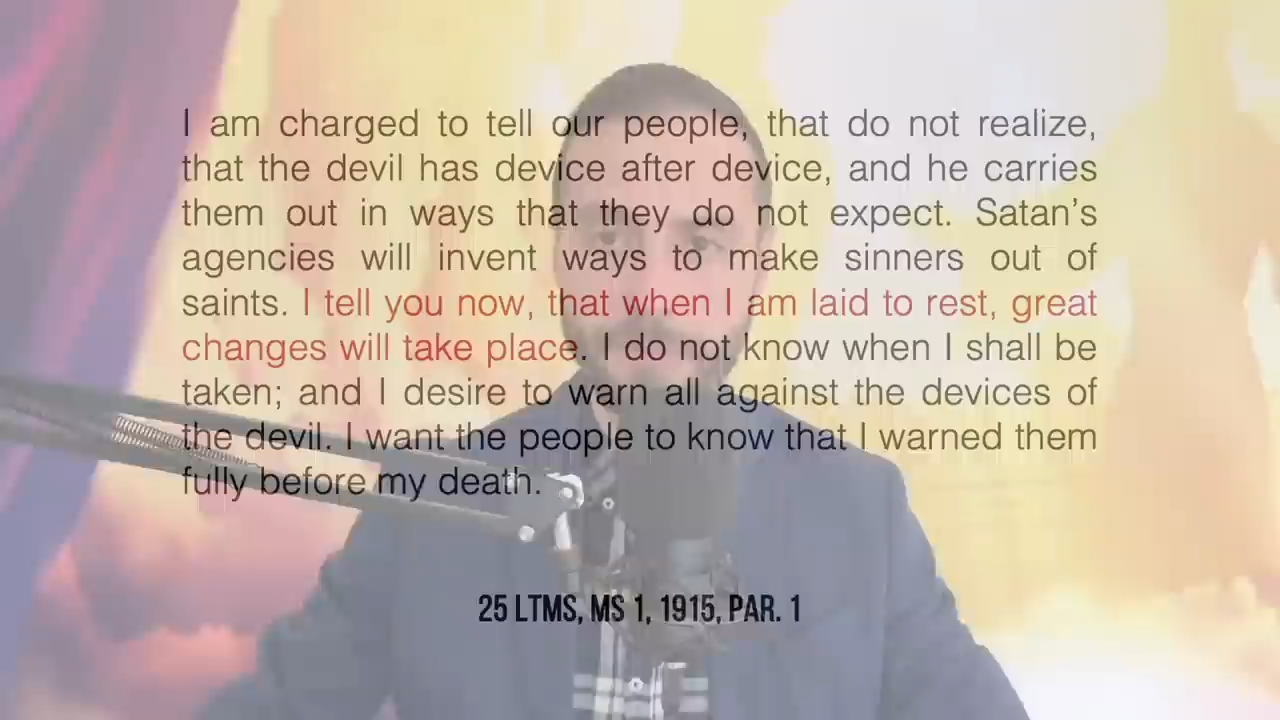 I am charged to tell our people, that do not realize,
that the devil has device after device, and he carries
them out in ways that they do not expect. Satan’s
agencies will invent ways to make sinners out of
saints. I tell you now, that when I am laid to rest, great
changes will take place. I do not know when I shall be
taken; and I desire to warn all against the devices of
the devil. I want the people to know that I warned them
fully before my death.
25 LTMS, MS 1, 1915, PAR. 1